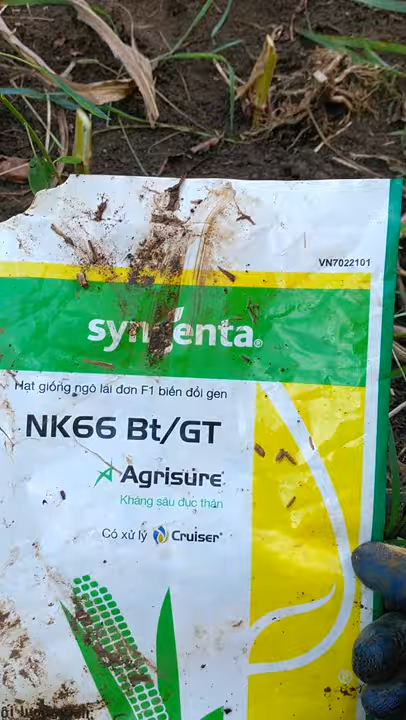 VN7022101
syngenta®
Hạt giống ngô lai đơn F1 biến đổi gen
NK66 Bt/GT
Agrisure®
Kháng sâu đục thân
Có xử lý Cruiser®